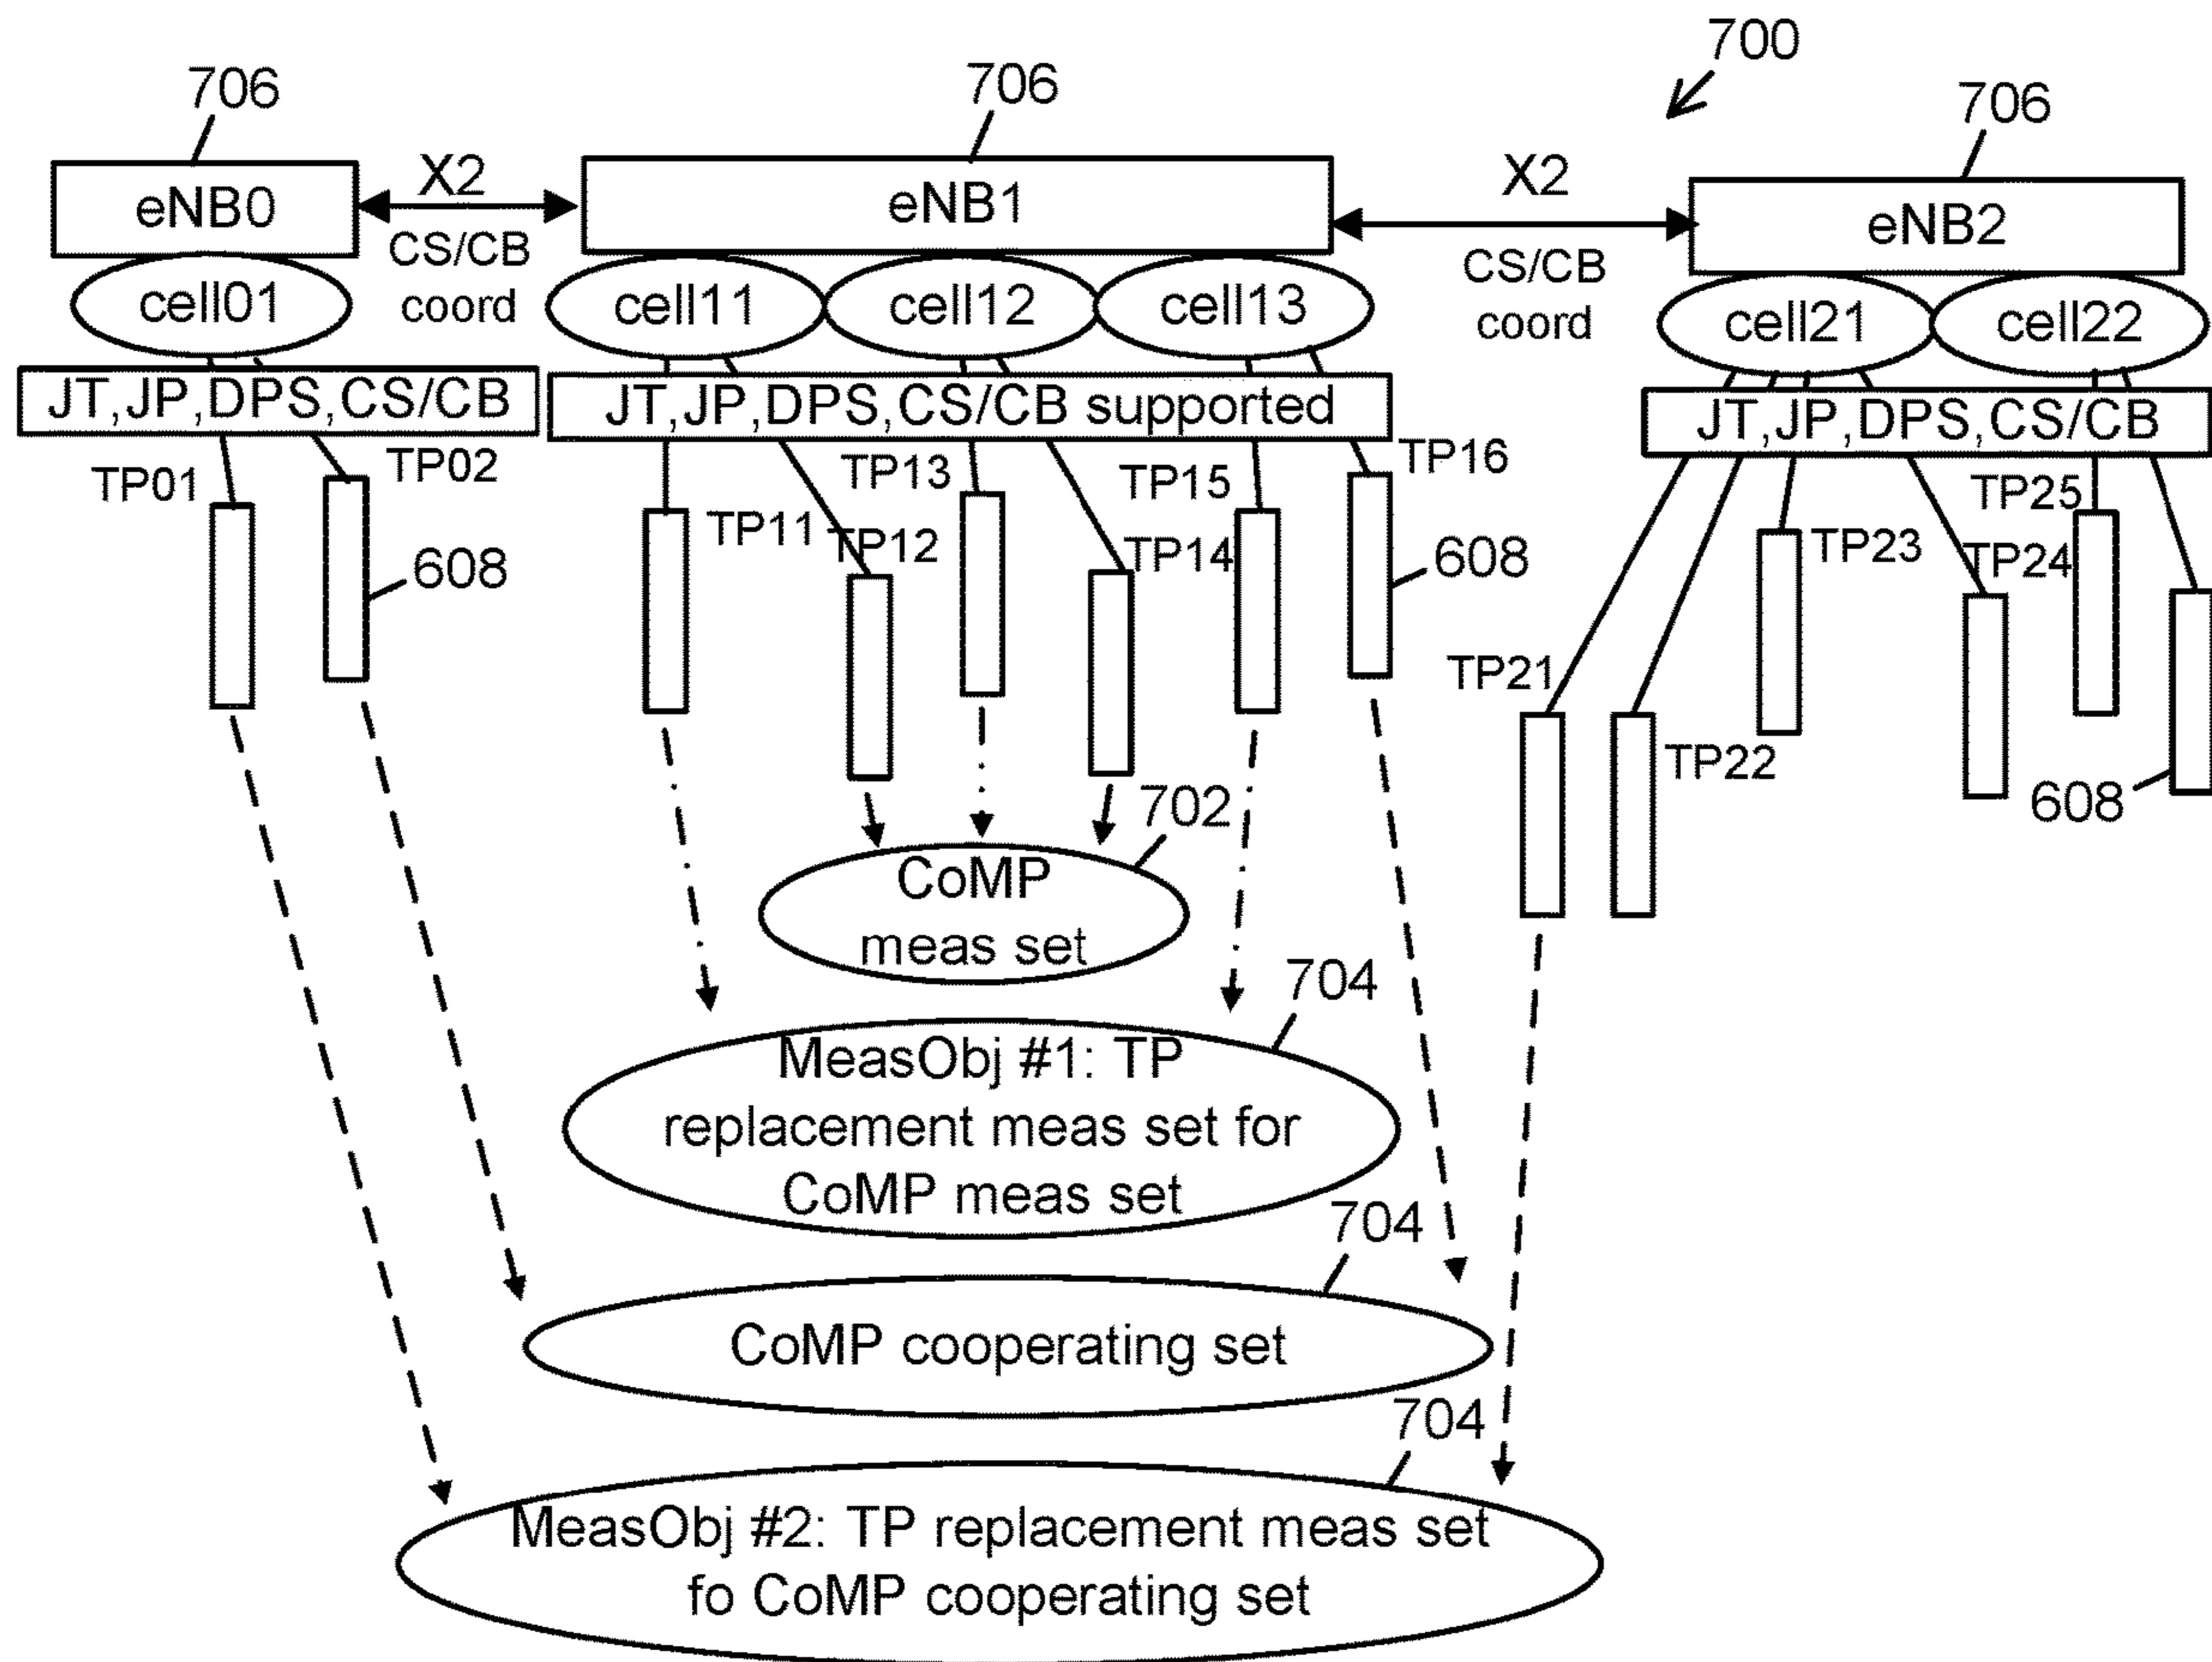 700
706
706
706
eNB0
X2
eNB1
X2
eNB2
CS/CB
coord
CS/CB
coord
cell01
cell11
cell12
cell13
cell21
cell22
JT,JP,DPS,CS/CB
JT,JP,DPS,CS/CB supported
JT,JP,DPS,CS/CB
TP01
TP02
608
TP11
TP12
TP13
TP14
TP15
TP16
608
TP21
TP22
TP23
TP24
TP25
608
702
CoMP
meas set
704
MeasObj #1: TP
replacement meas set for
CoMP meas set
704
CoMP cooperating set
704
MeasObj #2: TP replacement meas set
fo CoMP cooperating set